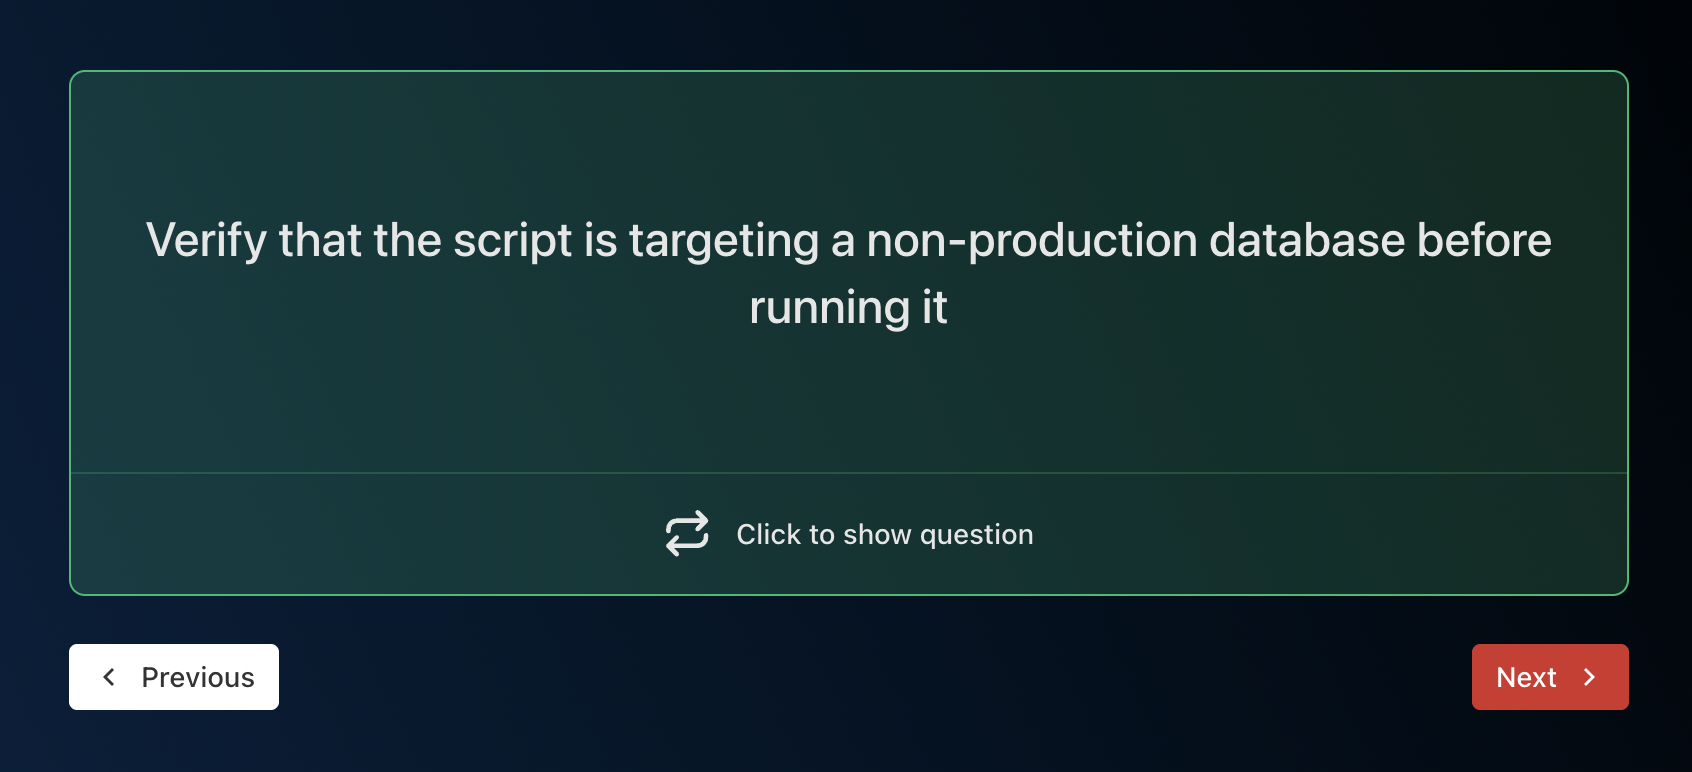 Verify that the script is targeting a non-production database before
running it
Click to show question
Previous
Next